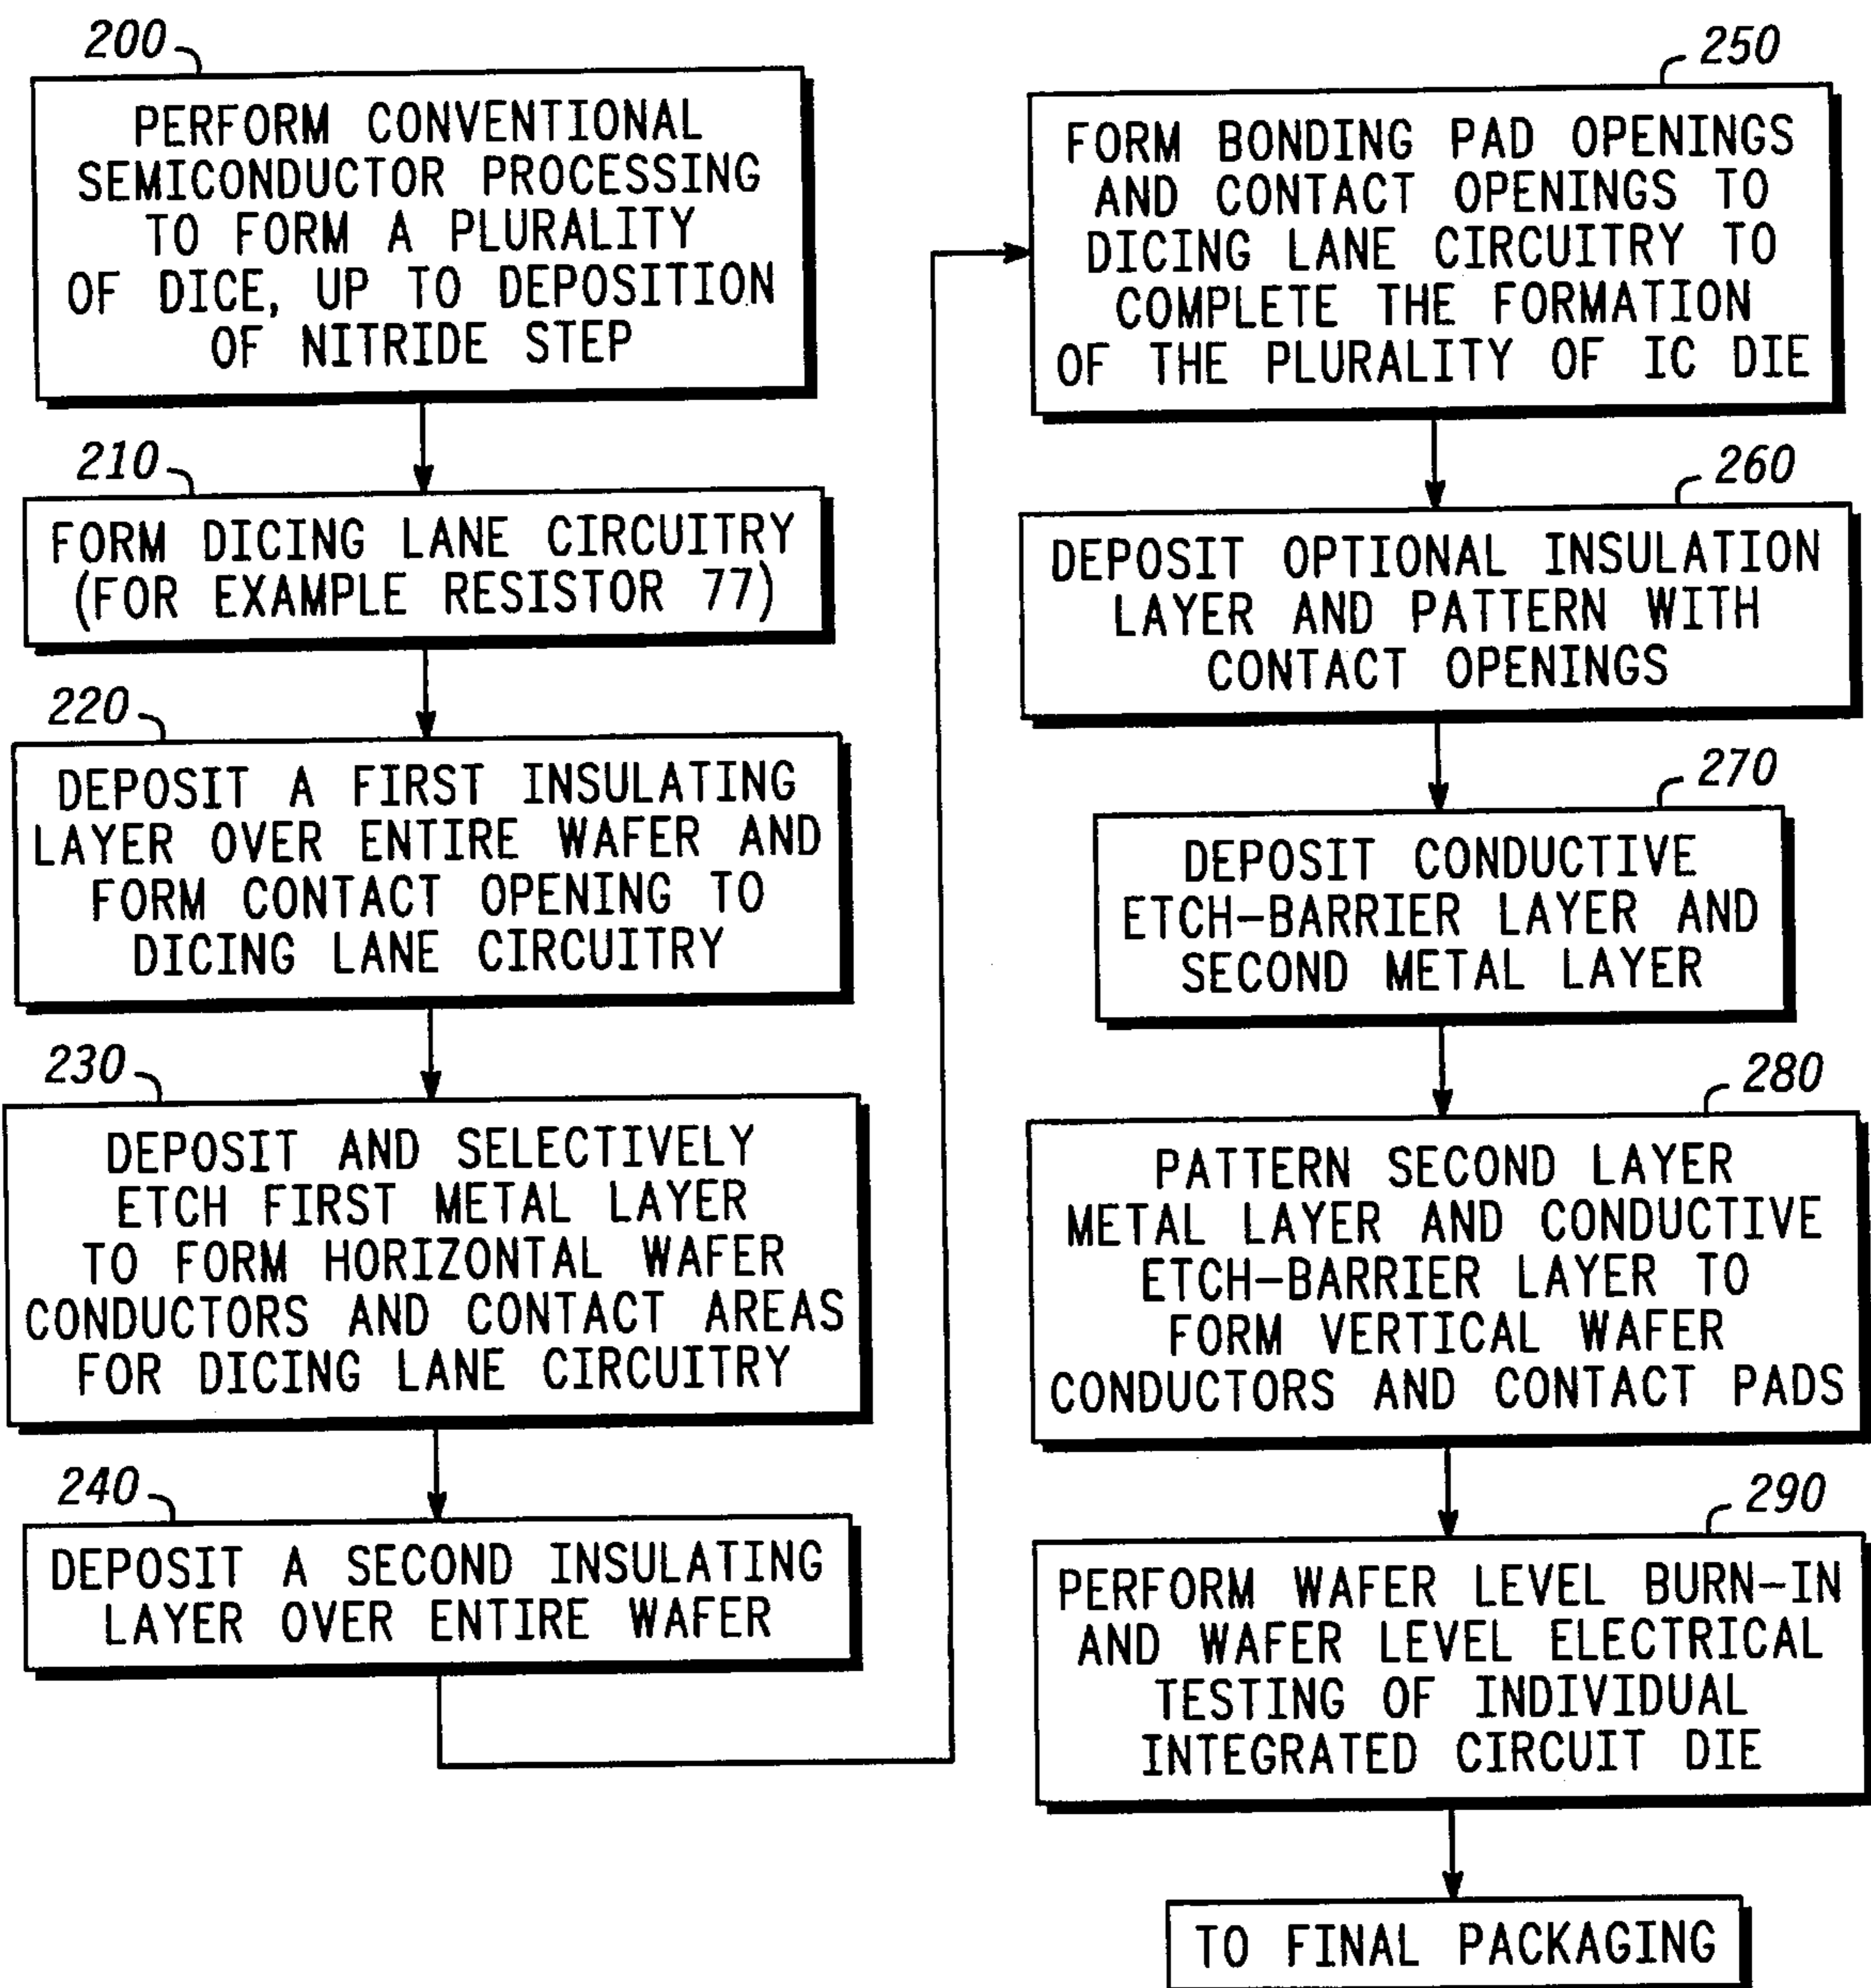 200
PERFORM CONVENTIONAL
SEMICONDUCTOR PROCESSING
TO FORM A PLURALITY
OF DICE, UP TO DEPOSITION
OF NITRIDE STEP
210
FORM DICING LANE CIRCUITRY
(FOR EXAMPLE RESISTOR 77)
220
DEPOSIT A FIRST INSULATING
LAYER OVER ENTIRE WAFER AND
FORM CONTACT OPENING TO
DICING LANE CIRCUITRY
230
DEPOSIT AND SELECTIVELY
ETCH FIRST METAL LAYER
TO FORM HORIZONTAL WAFER
CONDUCTORS AND CONTACT AREAS
FOR DICING LANE CIRCUITRY
240
DEPOSIT A SECOND INSULATING
LAYER OVER ENTIRE WAFER
250
FORM BONDING PAD OPENINGS
AND CONTACT OPENINGS TO
DICING LANE CIRCUITRY TO
COMPLETE THE FORMATION
OF THE PLURALITY OF IC DIE
260
DEPOSIT OPTIONAL INSULATION
LAYER AND PATTERN WITH
CONTACT OPENINGS
270
DEPOSIT CONDUCTIVE
ETCH-BARRIER LAYER AND
SECOND METAL LAYER
280
PATTERN SECOND LAYER
METAL LAYER AND CONDUCTIVE
ETCH-BARRIER LAYER TO
FORM VERTICAL WAFER
CONDUCTORS AND CONTACT PADS
290
PERFORM WAFER LEVEL BURN-IN
AND WAFER LEVEL ELECTRICAL
TESTING OF INDIVIDUAL
INTEGRATED CIRCUIT DIE
TO FINAL PACKAGING